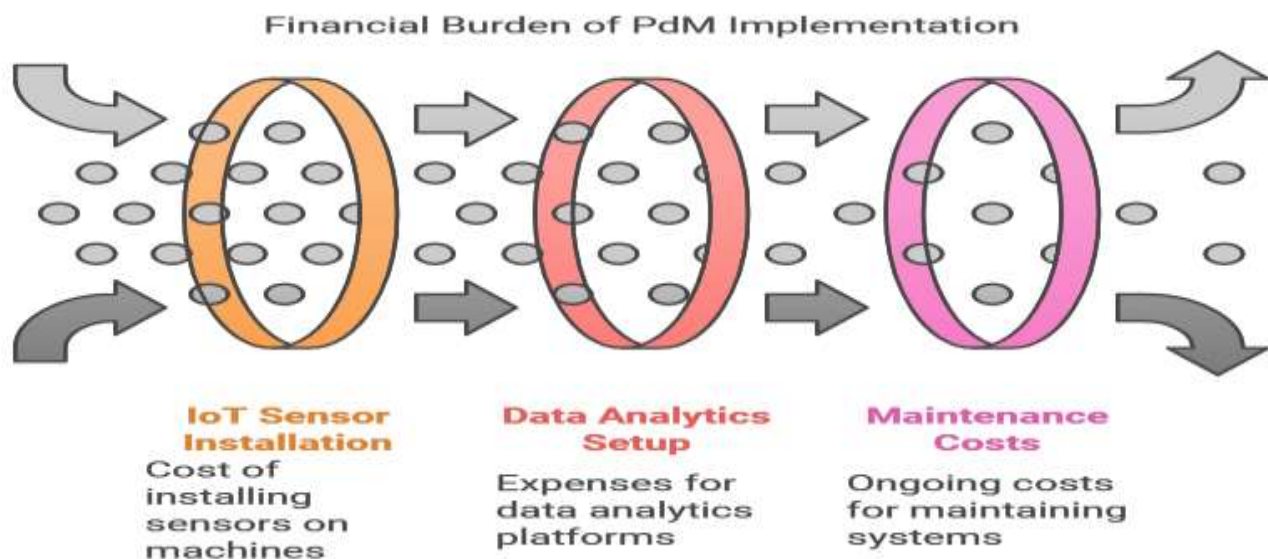 Financial Burden of PdM Implementation
IoT Sensor
Installation
Cost of
installing
sensors on
machines
Data Analytics
Setup
Expenses for
data analytics
platforms
Maintenance
Costs
Ongoing costs
for maintaining
systems